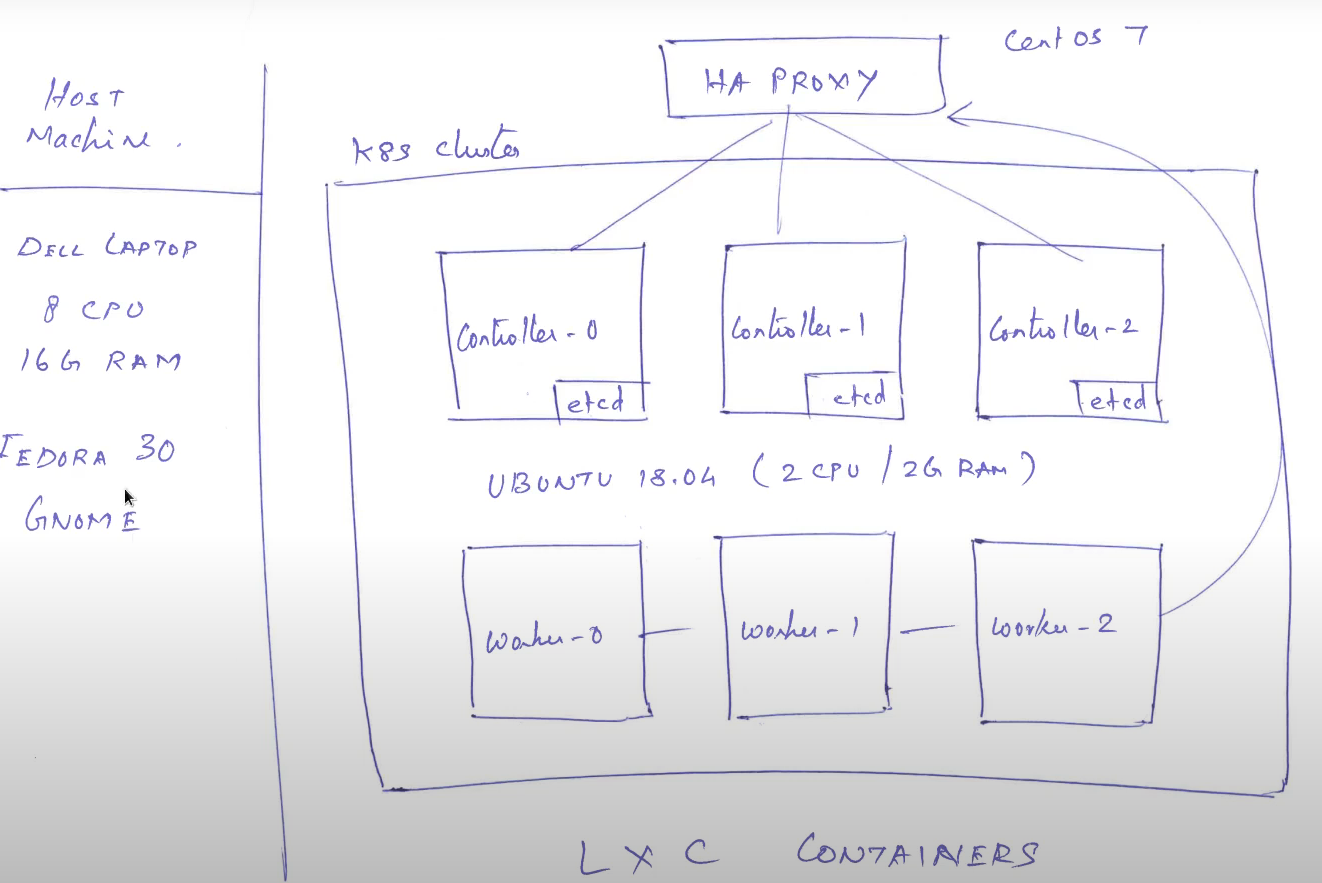 HOST
Machine.
DELL LAPTOP
8 CPU
16G RAM
FEDORA 30
GNOME
Cent OS 7
HA PROXY
K8s cluster
Controller-0
etcd
Controller-1
etcd
Controller-2
etcd
UBUNTU 18.04 (2 CPU / 2G RAM)
Worker-0
Worker-1
Worker-2
LXC CONTAINERS